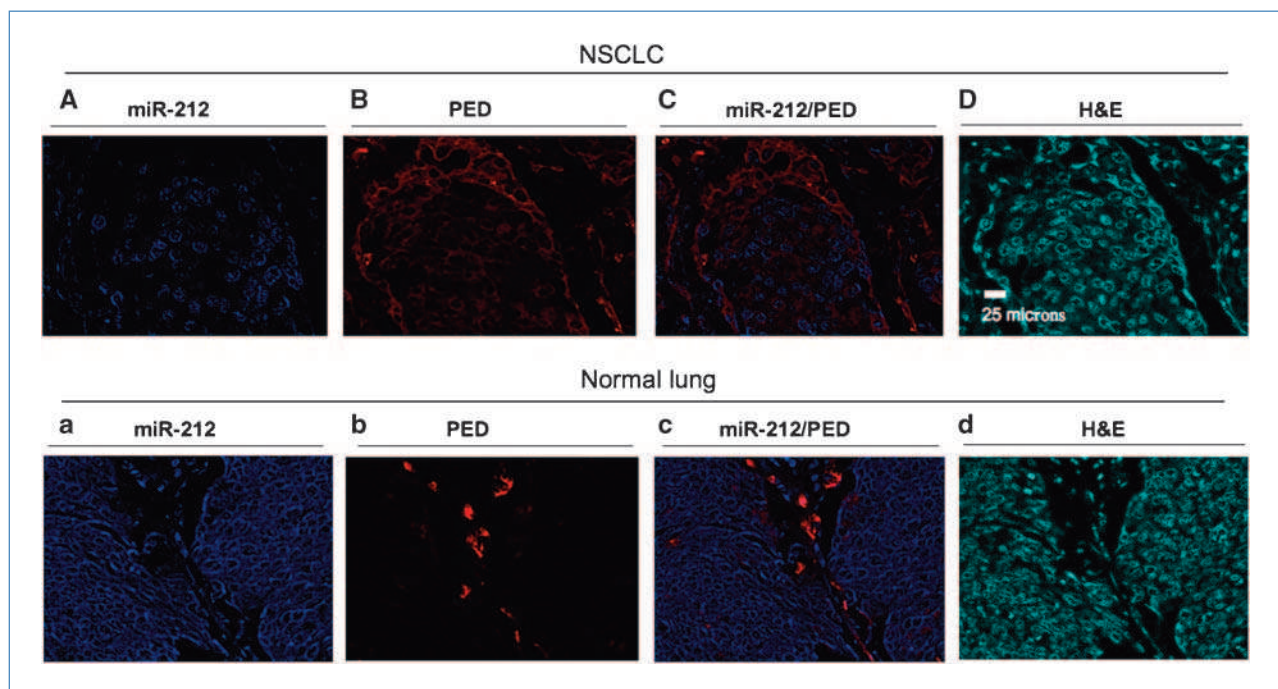 NSCLC
A miR-212 B PED C miR-212/PED D H&E
25 microns
Normal lung
a miR-212 b PED c miR-212/PED d H&E